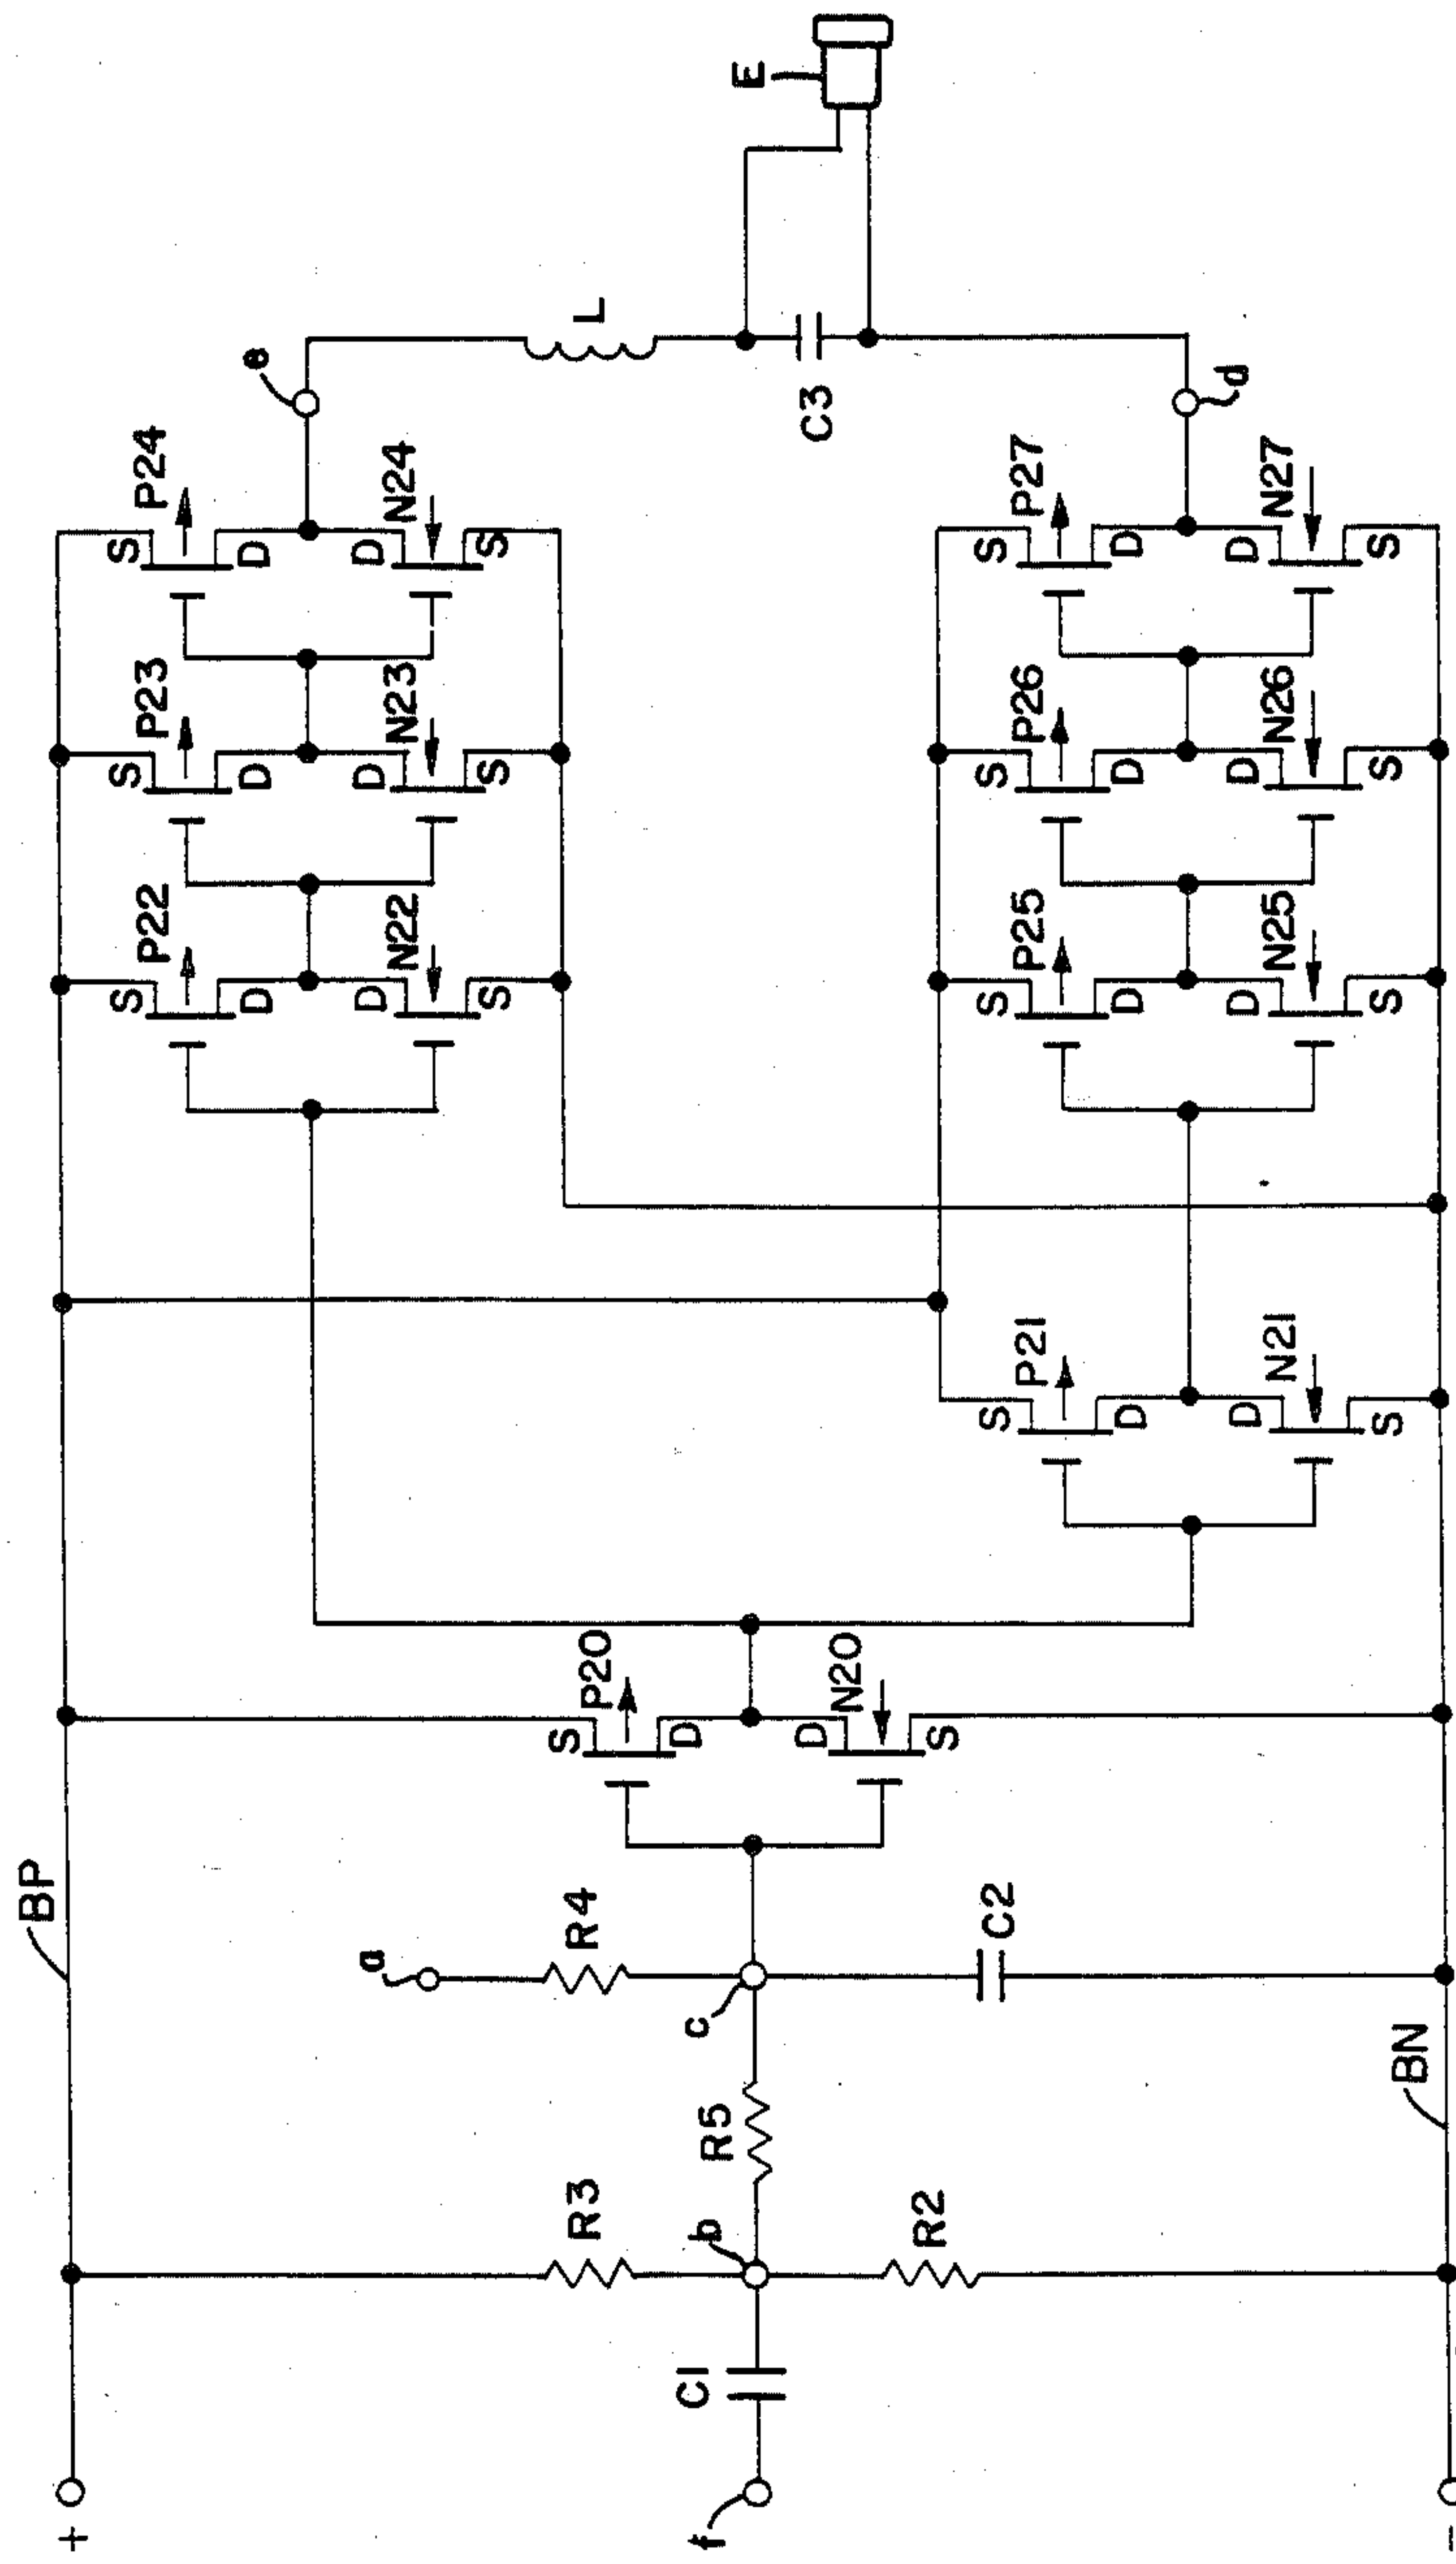 BP
+
S S S
P22 P23 P24
D D D e
a
D D D
N22 N23 N24
S S S
S
R3 R4 P20 L
D
f C1 b R5 c E
D C3
N20
R2 S
C2 S S S S
P21 P25 P26 P27
D D D D
d
D D D D
N21 N25 N26 N27
S S S S
BN
-